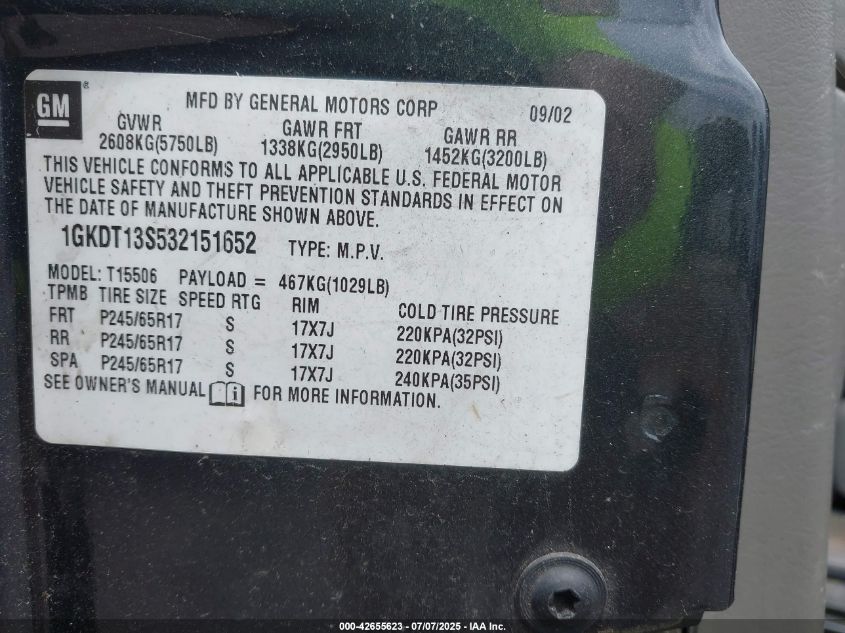 GM ®
MFD BY GENERAL MOTORS CORP 09/02
GVWR GAWR FRT GAWR RR
2608KG(5750LB) 1338KG(2950LB) 1452KG(3200LB)
THIS VEHICLE CONFORMS TO ALL APPLICABLE U.S. FEDERAL MOTOR
VEHICLE SAFETY AND THEFT PREVENTION STANDARDS IN EFFECT ON
THE DATE OF MANUFACTURE SHOWN ABOVE.
1GKDT13S532151652 TYPE: M.P.V.
MODEL: T15506 PAYLOAD = 467KG(1029LB)
TPMB TIRE SIZE SPEED RTG RIM COLD TIRE PRESSURE
FRT P245/65R17 S 17X7J 220KPA(32PSI)
RR P245/65R17 S 17X7J 220KPA(32PSI)
SPA P245/65R17 S 17X7J 240KPA(35PSI)
SEE OWNER'S MANUAL i FOR MORE INFORMATION.
000-42655623 - 07/07/2025 - IAA Inc.